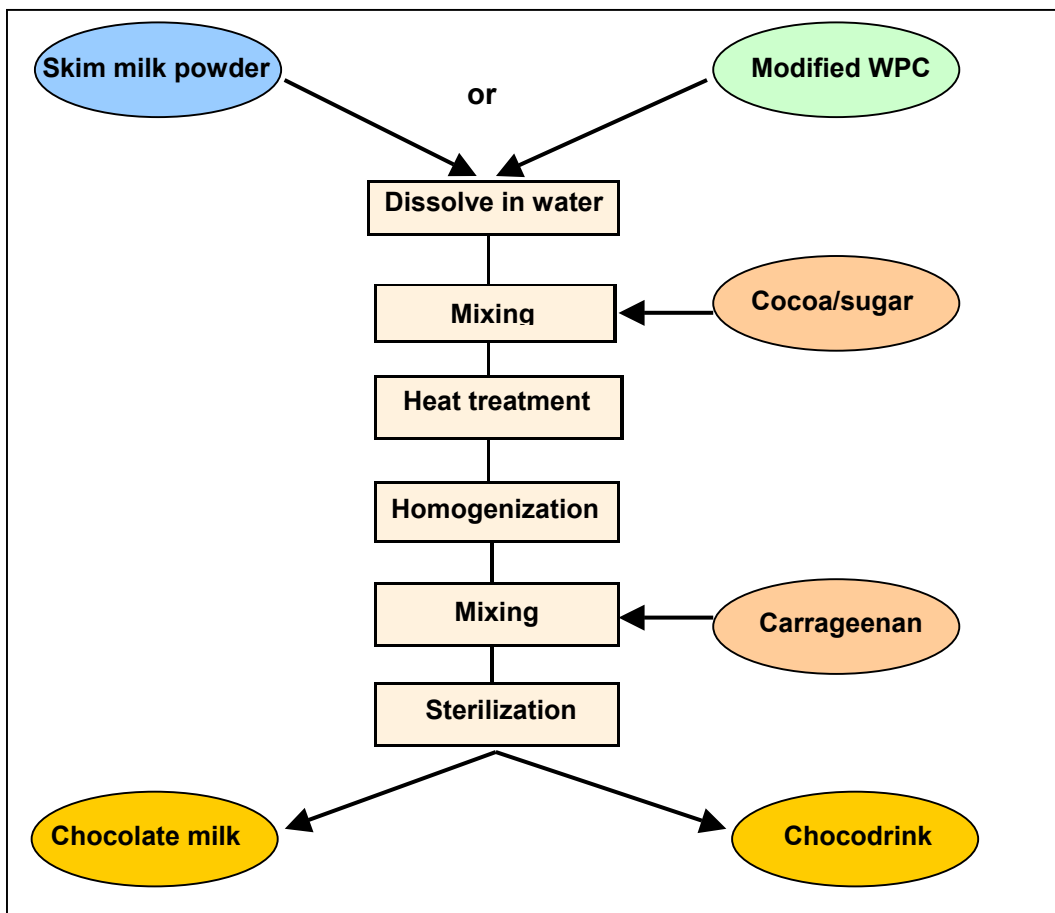 Skim milk powder
or
Modified WPC
Dissolve in water
Mixing
Cocoa/sugar
Heat treatment
Homogenization
Mixing
Carrageenan
Sterilization
Chocolate milk
Chocodrink